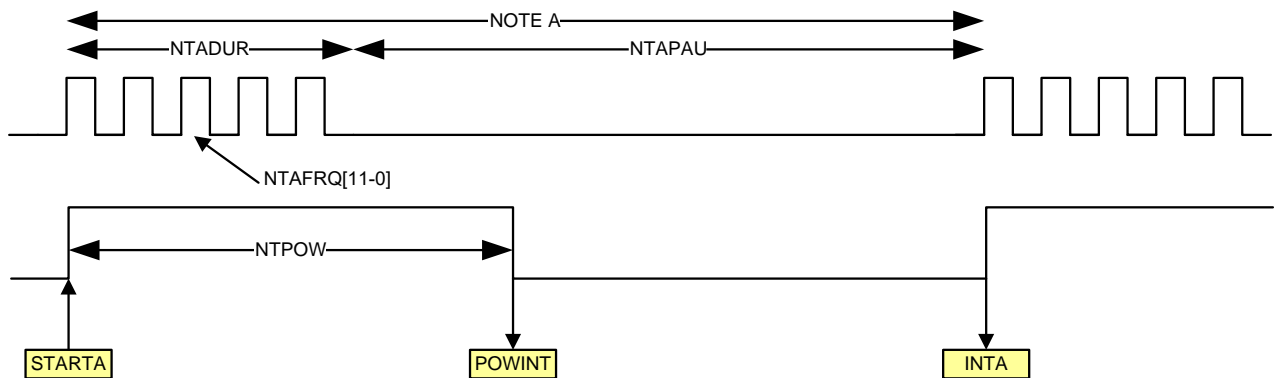 NOTE A
NTADUR
NTAPAU
NTAFRQ[11-0]
NTPOW
STARTA
POWINT
INTA